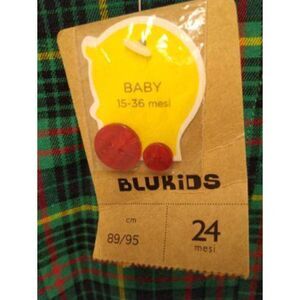 BABY
15-36 mesi
BLUKIDS
cm
89/95
24
mesi